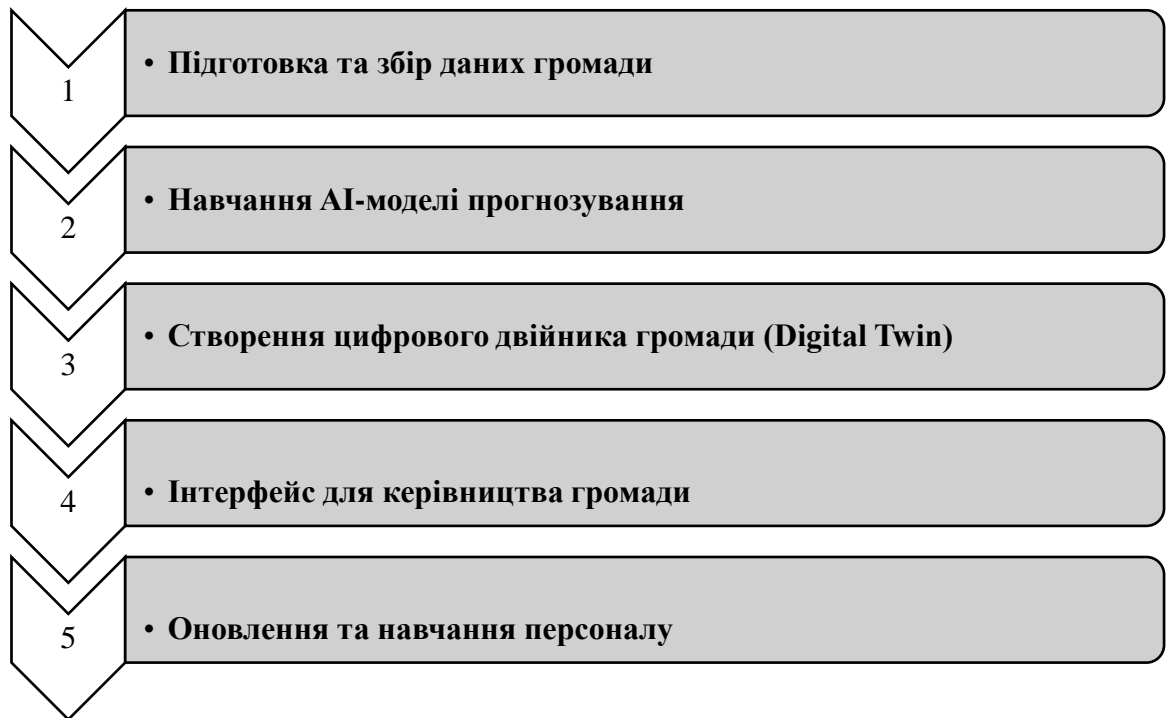 1
• Підготовка та збір даних громади
2
• Навчання AI-моделі прогнозування
3
• Створення цифрового двійника громади (Digital Twin)
4
• Інтерфейс для керівництва громади
5
• Оновлення та навчання персоналу